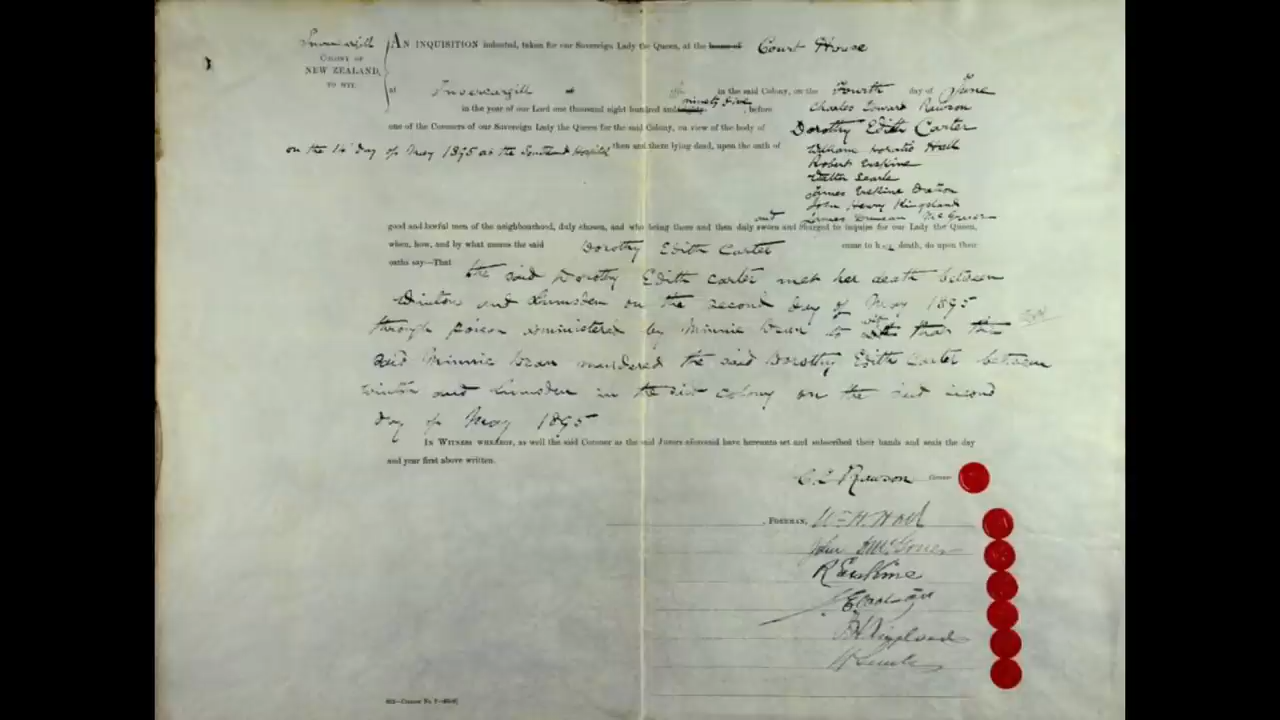 Invercargill
COLONY OF
NEW ZEALAND,
TO WIT.
AN INQUISITION indented, taken for our Sovereign Lady the Queen, at the house of Court House
at Invercargill in the said Colony, on the Fourth day of June
in the year of our Lord one thousand eight hundred and ninety five, before Charles Edward Rawson
one of the Coroners of our Sovereign Lady the Queen for the said Colony, on view of the body of Dorothy Edith Carter
on the 14 day of May 1895 at the Southland Hospital then and there lying dead, upon the oath of William Horatio Hall
Robert Erskine
Walter Searle
James Erskine
John Henry Kingsland
and James Duncan McGruer
good and lawful men of the neighbourhood, duly chosen, and who being there and then duly sworn and charged to inquire for our Lady the Queen,
when, how, and by what means the said Dorothy Edith Carter came to her death, do upon their
oaths say—That the said Dorothy Edith Carter met her death between
Winton and Lumsden on the second day of May 1895
through poison administered by Minnie Dean to wit that the
said Minnie Dean murdered the said Dorothy Edith Carter between
Winton and Lumsden in the said colony on the said second
day of May 1895
IN WITNESS WHEREOF, as well the said Coroner as the said Jurors aforesaid have hereunto set and subscribed their hands and seals the day
and year first above written.
C. E. Rawson Coroner
, FOREMAN, W. H. Hall
John
R Erskine
J H Kingsland
W Searle